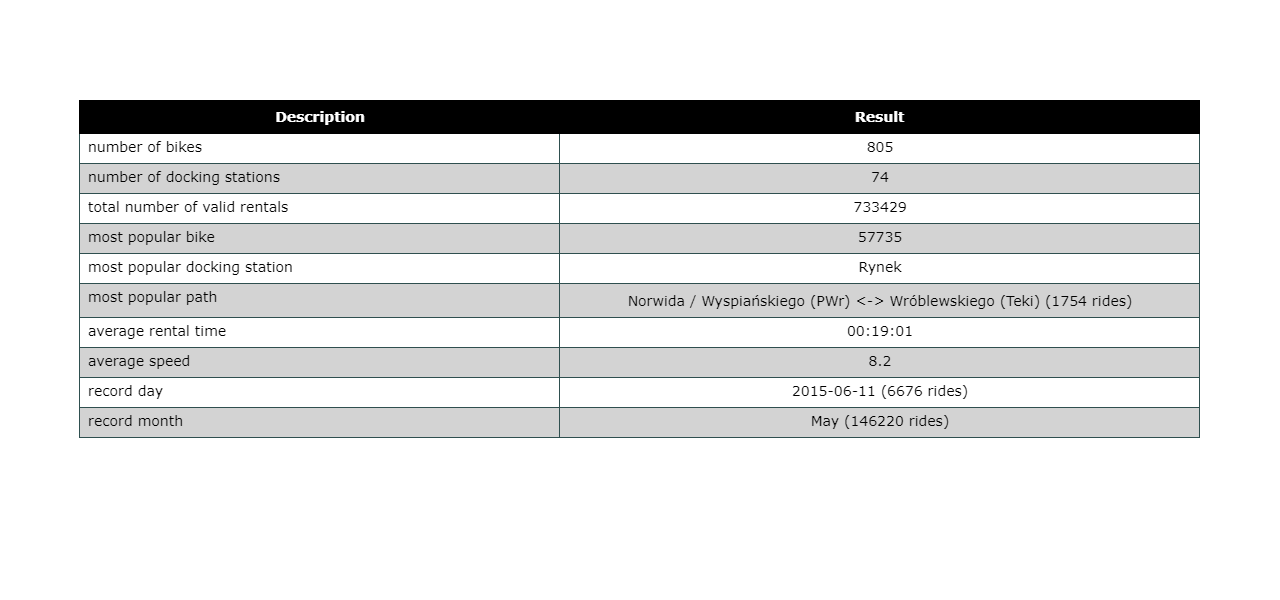 Description Result
number of bikes 805
number of docking stations 74
total number of valid rentals 733429
most popular bike 57735
most popular docking station Rynek
most popular path Norwida / Wyspiańskiego (PWr) <-> Wróblewskiego (Teki) (1754 rides)
average rental time 00:19:01
average speed 8.2
record day 2015-06-11 (6676 rides)
record month May (146220 rides)